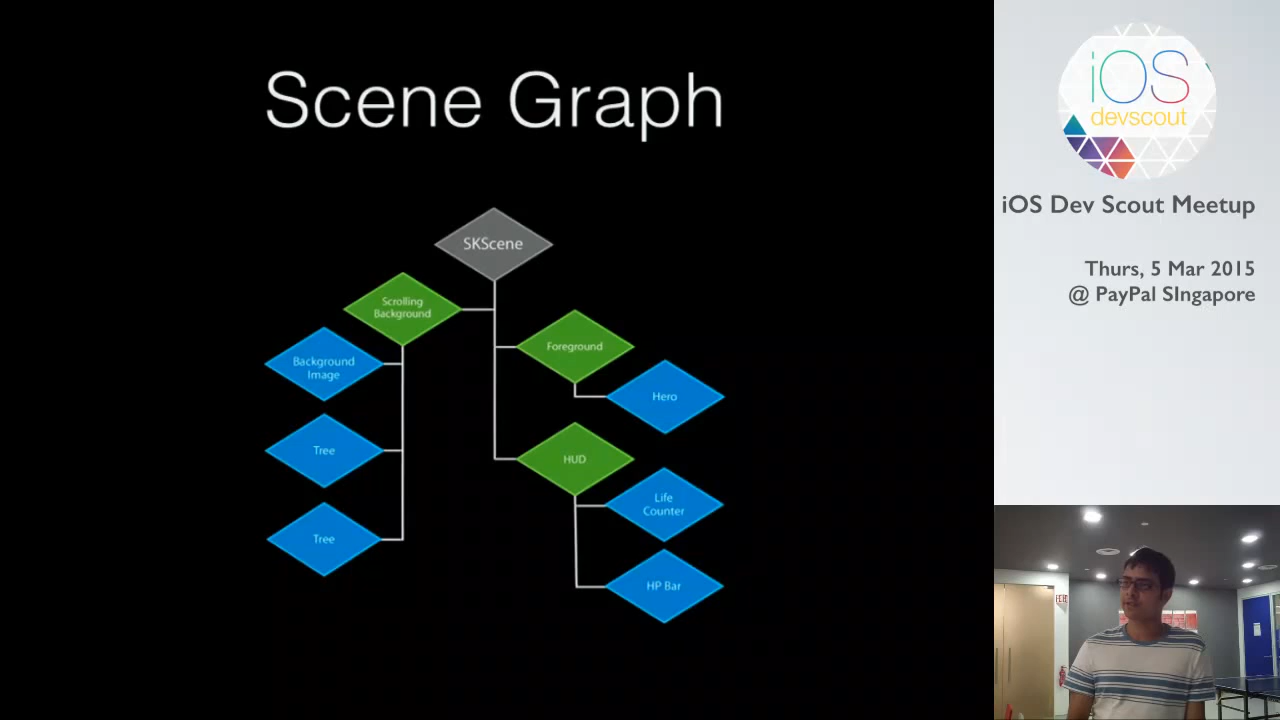 Scene Graph
SKScene
Scrolling
Background
Background
Image
Tree
Tree
Foreground
Hero
HUD
Life
Counter
HP Bar
iOS
devscout
iOS Dev Scout Meetup
Thurs, 5 Mar 2015
@ PayPal SIngapore